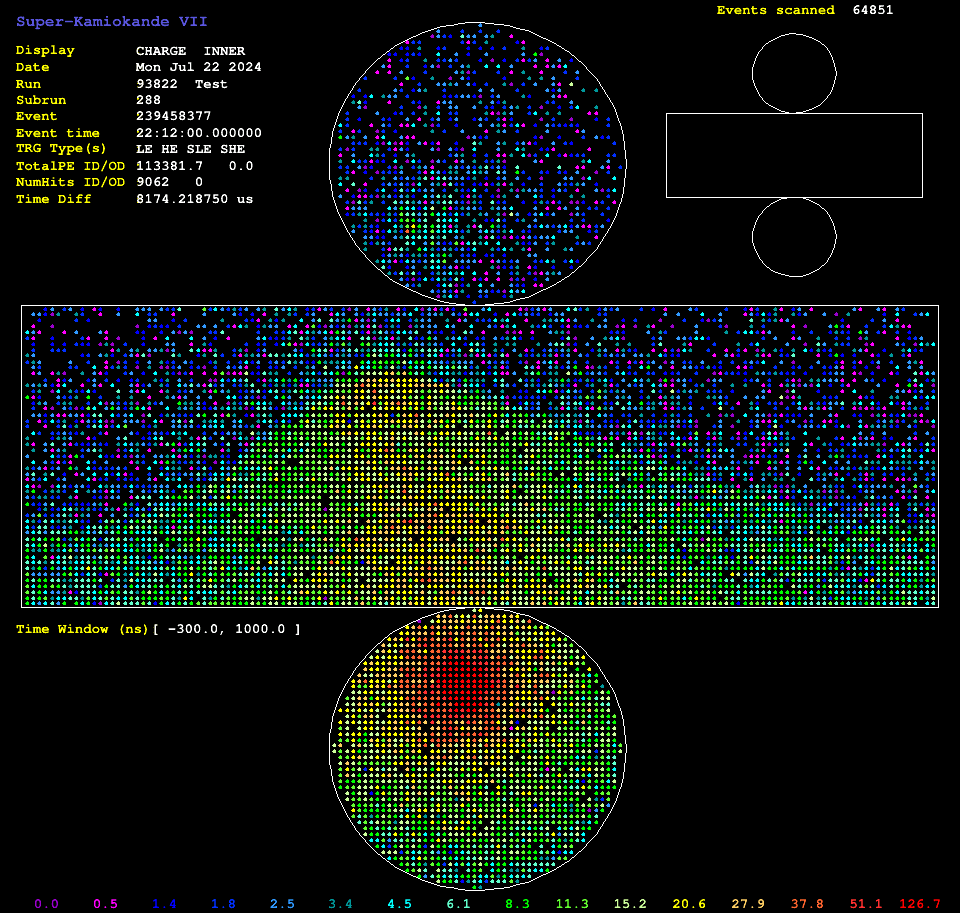 Super-Kamiokande VII
Events scanned 64851
Display CHARGE INNER
Date Mon Jul 22 2024
Run 93822 Test
Subrun 288
Event 239458377
Event time 22:12:00.000000
TRG Type(s) LE HE SLE SHE
TotalPE ID/OD 113381.7 0.0
NumHits ID/OD 9062 0
Time Diff 8174.218750 us
Time Window (ns)[ -300.0, 1000.0 ]
0.0 0.5 1.4 1.8 2.5 3.4 4.5 6.1 8.3 11.3 15.2 20.6 27.9 37.8 51.1 126.7